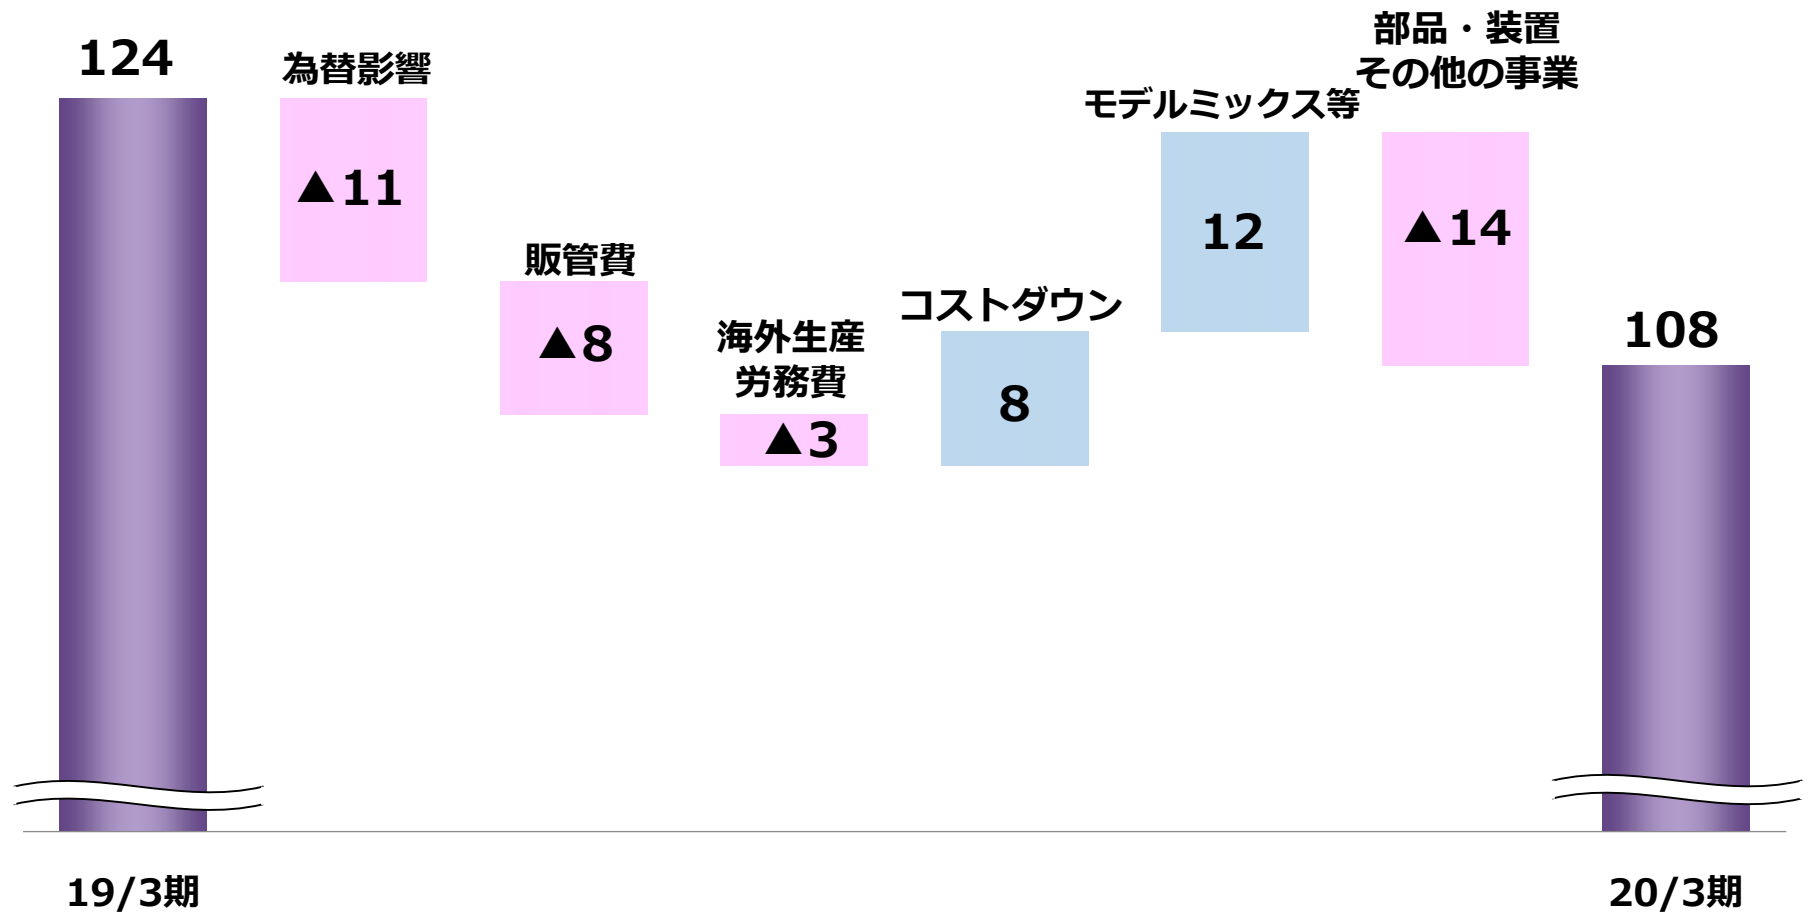 124
為替影響
▲11
販管費
▲8
海外生産
労務費
▲3
コストダウン
8
モデルミックス等
12
部品・装置
その他の事業
▲14
108
19/3期
20/3期